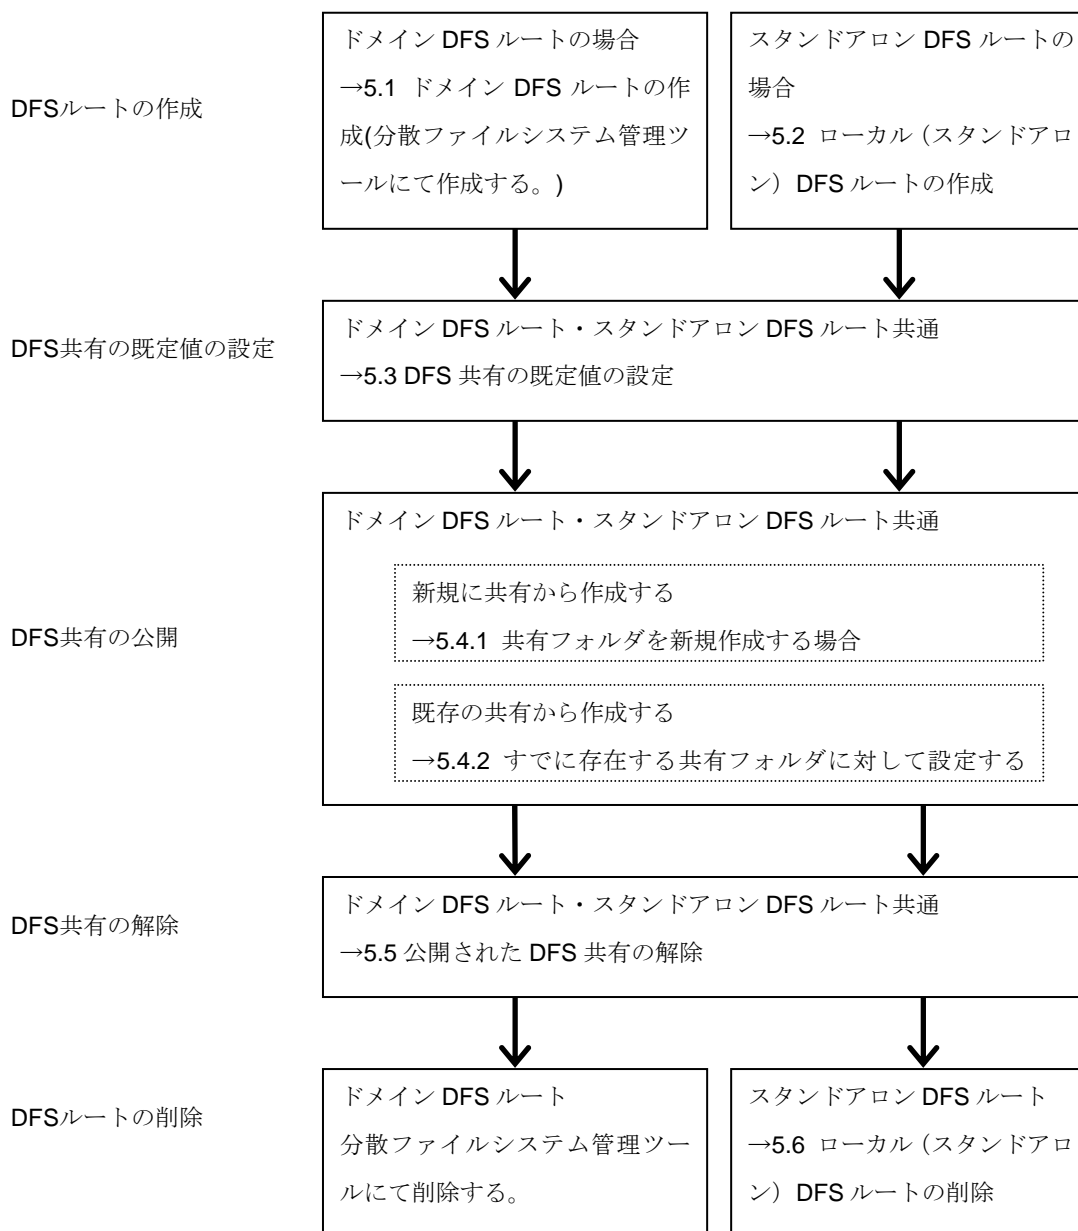 DFSルートの作成
ドメイン DFS ルートの場合
→5.1 ドメイン DFS ルートの作
成(分散ファイルシステム管理ツ
ールにて作成する。)
スタンドアロン DFS ルートの
場合
→5.2 ローカル（スタンドアロ
ン）DFS ルートの作成
DFS共有の既定値の設定
ドメイン DFS ルート・スタンドアロン DFS ルート共通
→5.3 DFS 共有の既定値の設定
DFS共有の公開
ドメイン DFS ルート・スタンドアロン DFS ルート共通
新規に共有から作成する
→5.4.1 共有フォルダを新規作成する場合
既存の共有から作成する
→5.4.2 すでに存在する共有フォルダに対して設定する
DFS共有の解除
ドメイン DFS ルート・スタンドアロン DFS ルート共通
→5.5 公開された DFS 共有の解除
DFSルートの削除
ドメイン DFS ルート
分散ファイルシステム管理ツー
ルにて削除する。
スタンドアロン DFS ルート
→5.6 ローカル（スタンドアロ
ン）DFS ルートの削除